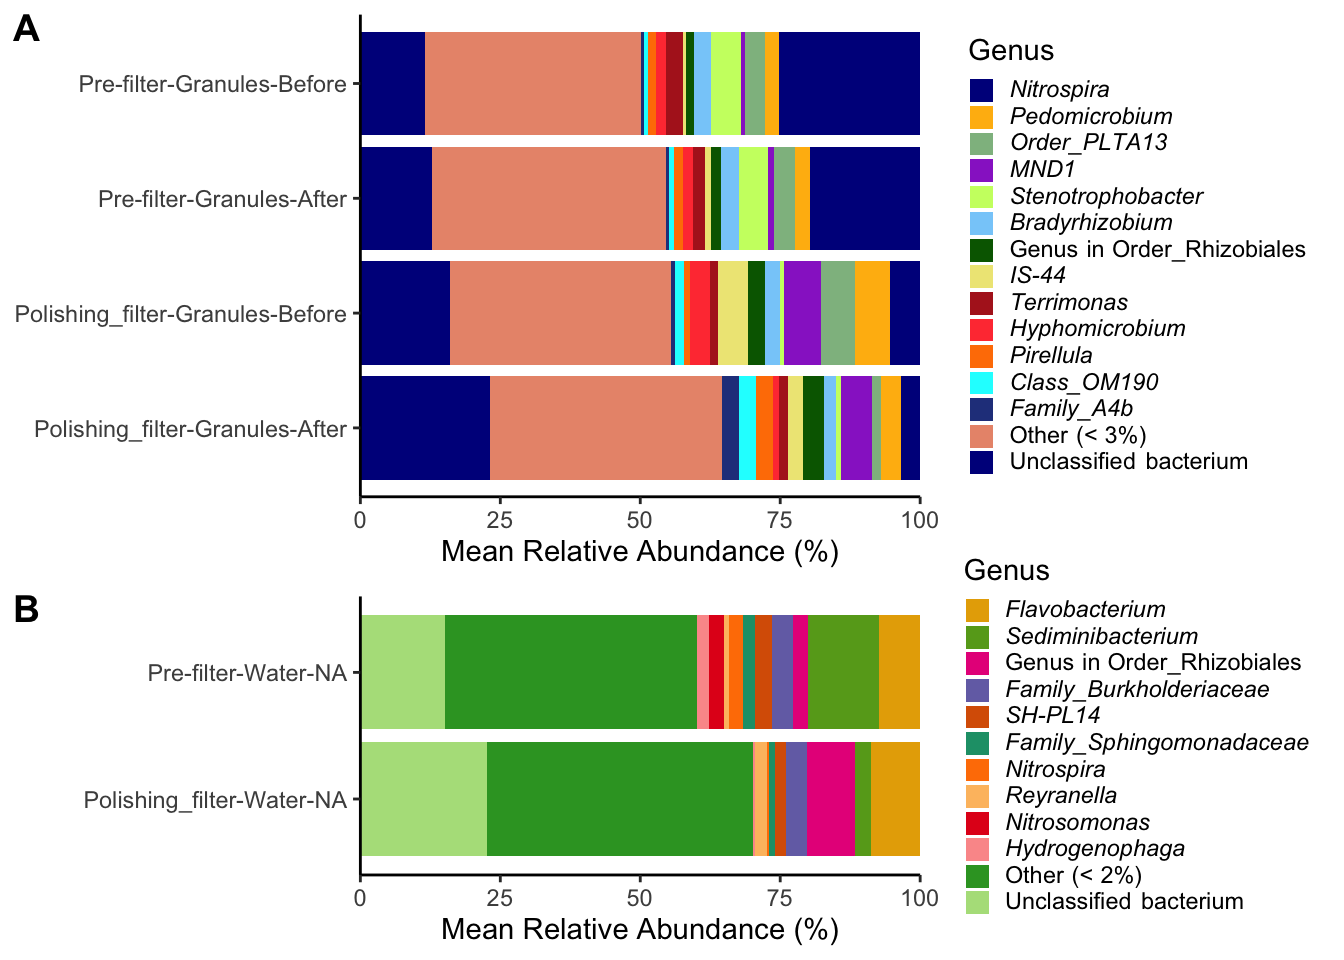 A
Pre-filter-Granules-Before
Pre-filter-Granules-After
Polishing_filter-Granules-Before
Polishing_filter-Granules-After
0 25 50 75 100
Mean Relative Abundance (%)
Genus
Nitrospira
Pedomicrobium
Order_PLTA13
MND1
Stenotrophobacter
Bradyrhizobium
Genus in Order_Rhizobiales
IS-44
Terrimonas
Hyphomicrobium
Pirellula
Class_OM190
Family_A4b
Other (< 3%)
Unclassified bacterium
B
Pre-filter-Water-NA
Polishing_filter-Water-NA
0 25 50 75 100
Mean Relative Abundance (%)
Genus
Flavobacterium
Sediminibacterium
Genus in Order_Rhizobiales
Family_Burkholderiaceae
SH-PL14
Family_Sphingomonadaceae
Nitrospira
Reyranella
Nitrosomonas
Hydrogenophaga
Other (< 2%)
Unclassified bacterium